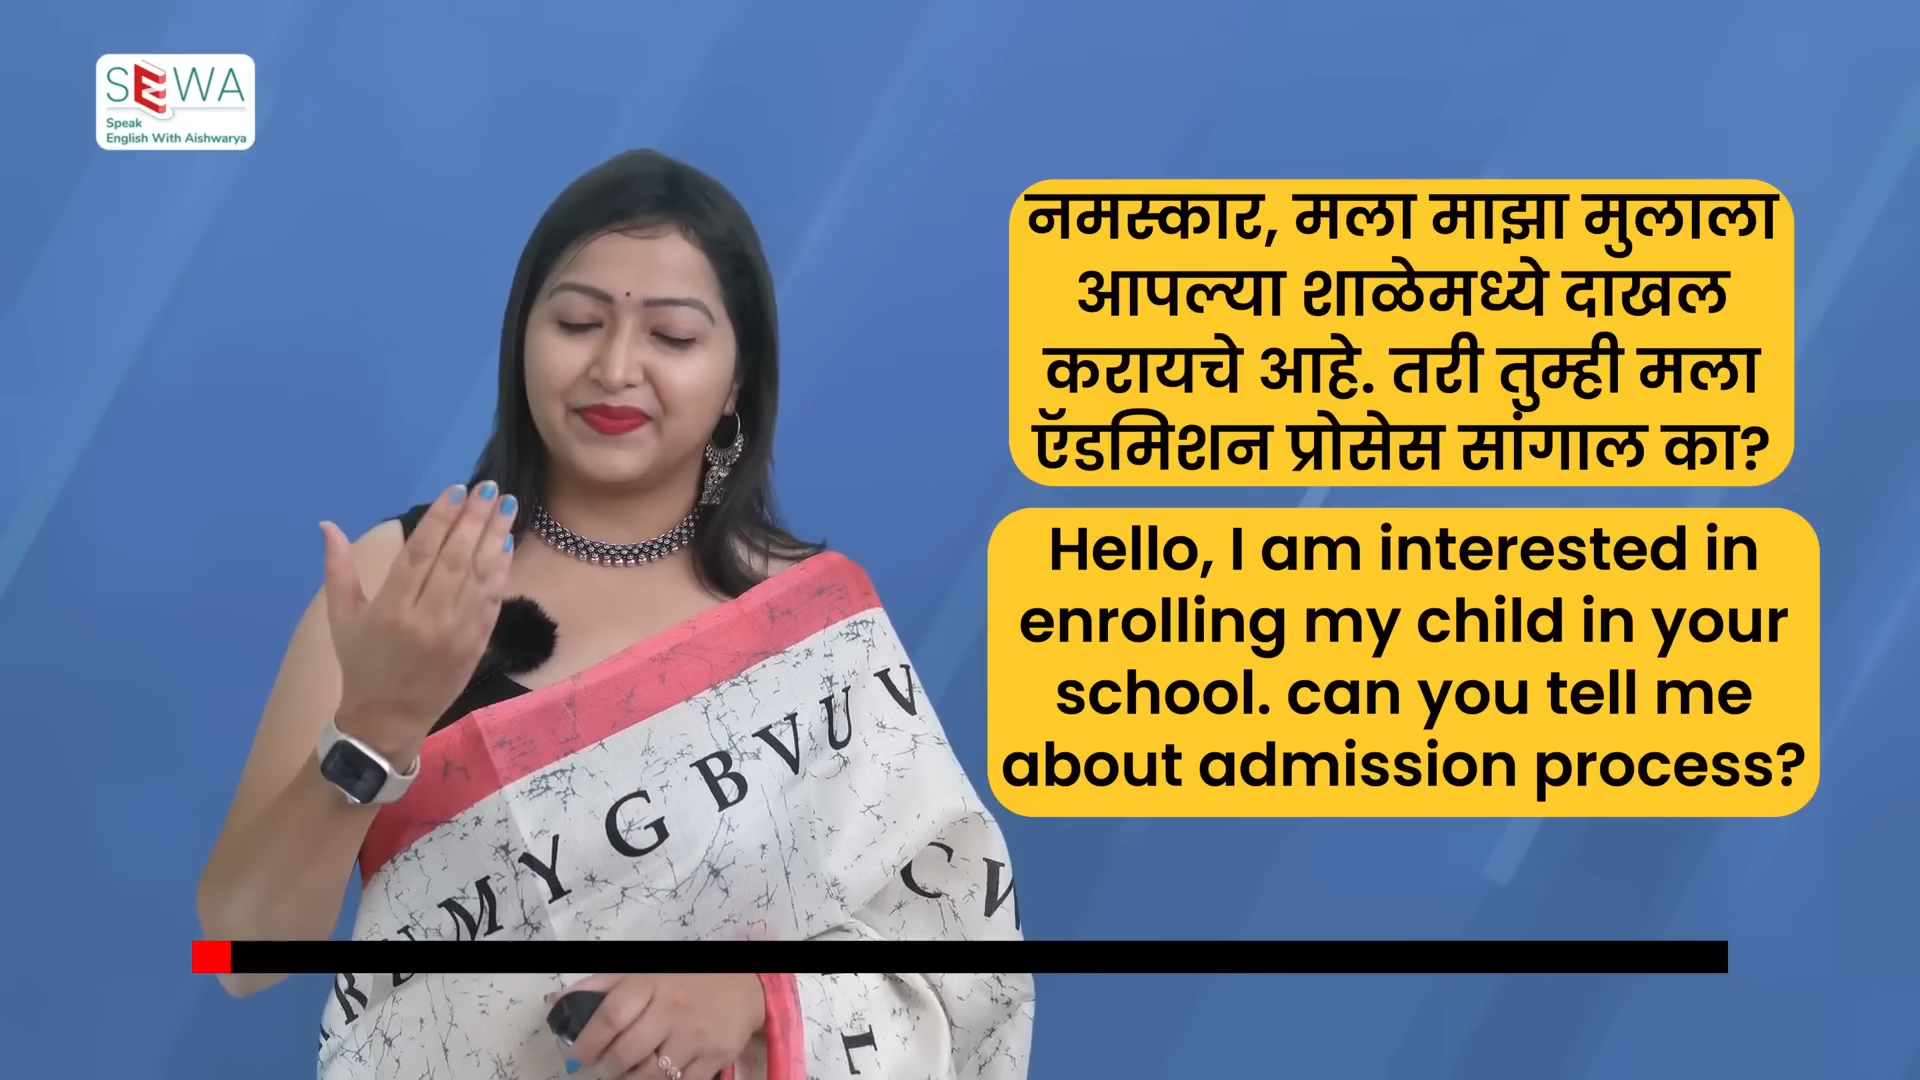 SEWA
Speak
English With Aishwarya
नमस्कार, मला माझा मुलाला
आपल्या शाळेमध्ये दाखल
करायचे आहे. तरी तुम्ही मला
ऍडमिशन प्रोसेस सांगाल का?
Hello, I am interested in
enrolling my child in your
school. can you tell me
about admission process?
G B V U V
M Y
C
R
L